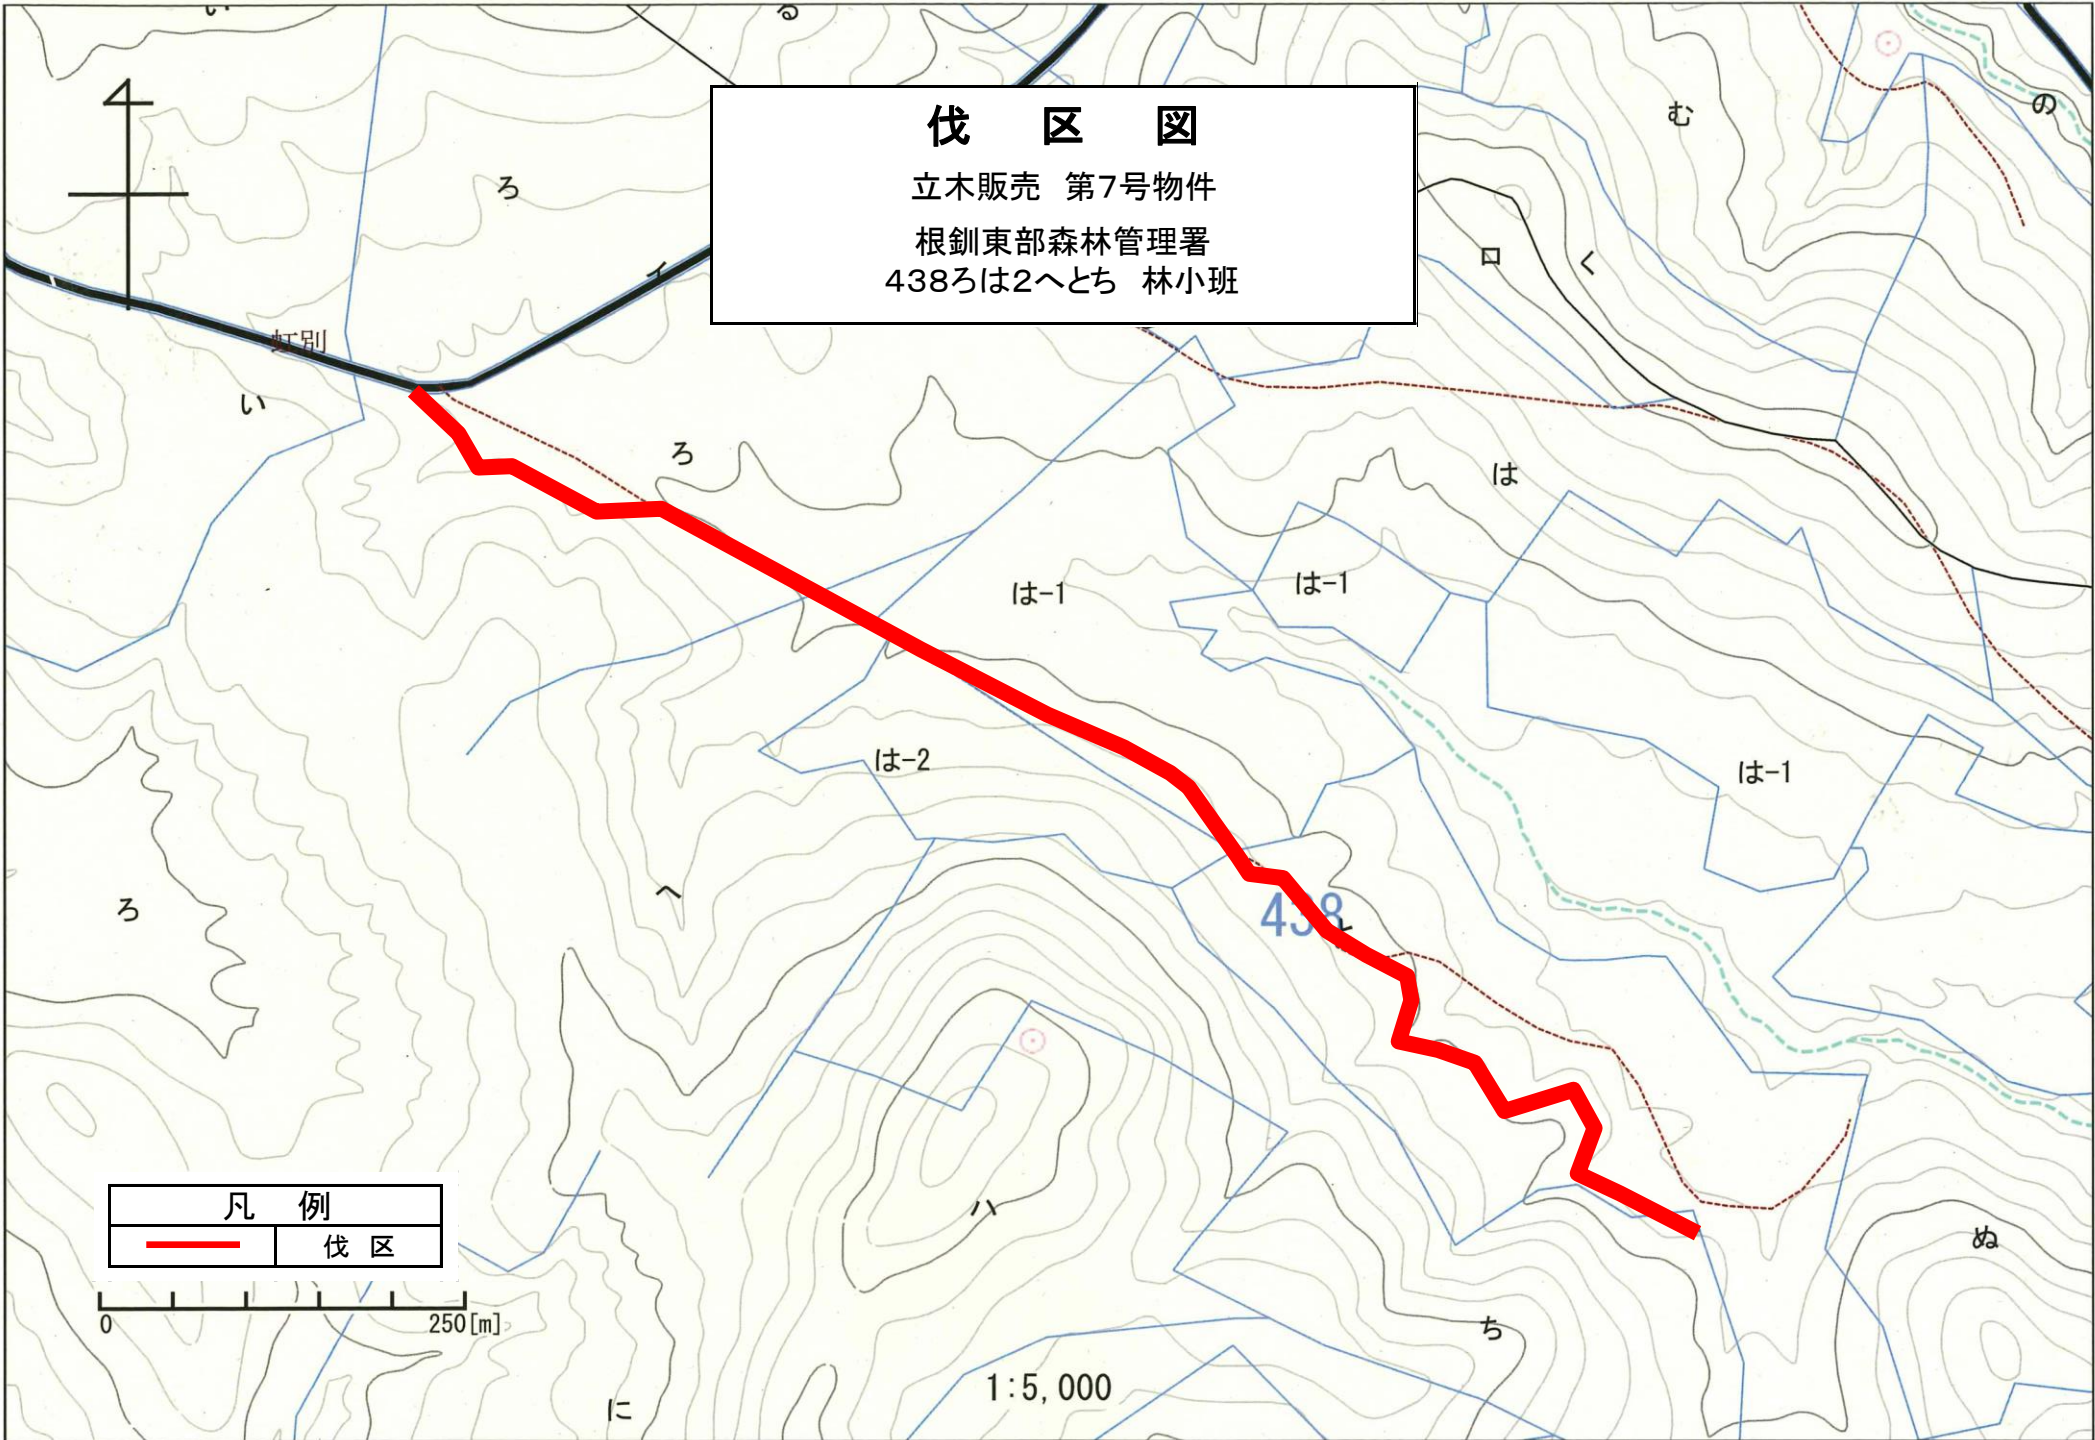 る
む
の
伐 区 図
立木販売 第7号物件
根釧東部森林管理署
438ろは2へとち 林小班
ろ
イ
ロ
く
虹別
い
ろ
は
は-1
は-1
は-2
は-1
へ
ろ
438
と
ハ
ぬ
凡 例
伐 区
0 250[m]
ち
1:5,000
に